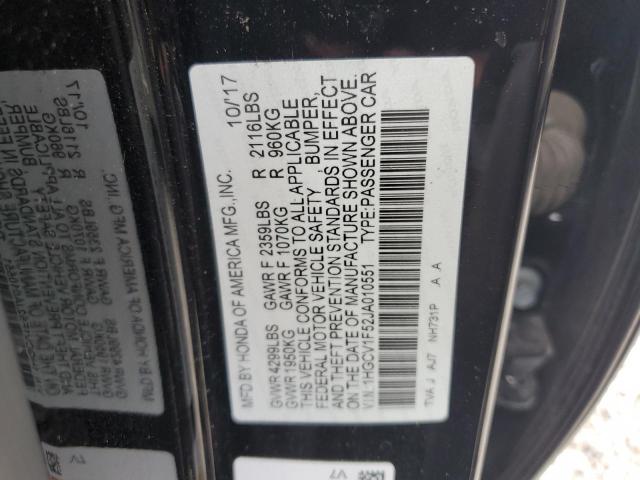 MFD.BY HONDA OF AMERICA MFG.,INC. 10/17
GVWR 4299LBS GAWR F 2359LBS R 2116LBS
GVWR 1950KG GAWR F 1070KG R 960KG
THIS VEHICLE CONFORMS TO ALL APPLICABLE
FEDERAL MOTOR VEHICLE SAFETY , BUMPER,
AND THEFT PREVENTION STANDARDS IN EFFECT
ON THE DATE OF MANUFACTURE SHOWN ABOVE.
V.I.N.:1HGCV1F52JA010551 TYPE:PASSENGER CAR
TVA J AJ7 NH731P A A